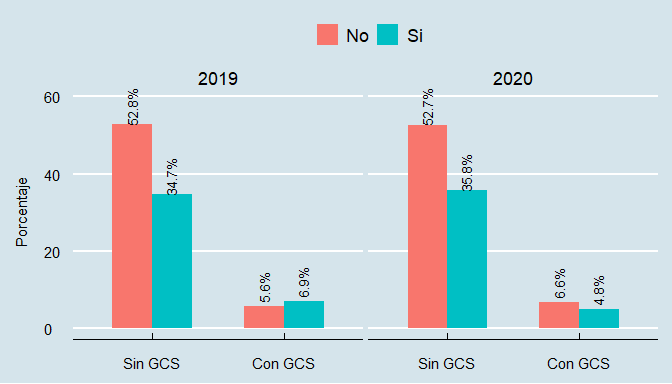 No Si
2019 2020
Porcentaje
60
40
20
0
52.8% 34.7% 5.6% 6.9%
52.7% 35.8% 6.6% 4.8%
Sin GCS Con GCS Sin GCS Con GCS